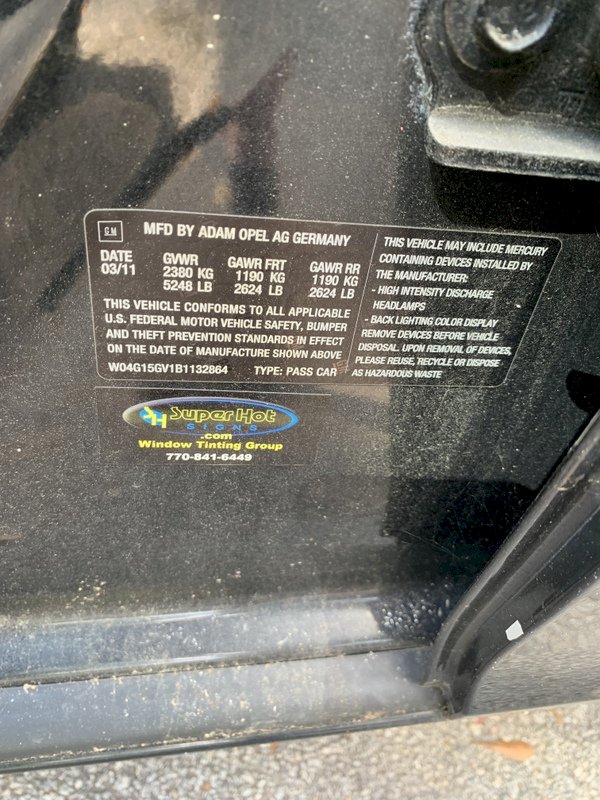 GM
MFD BY ADAM OPEL AG GERMANY
DATE
03/11
GVWR
2380 KG
5248 LB
GAWR FRT
1190 KG
2624 LB
GAWR RR
1190 KG
2624 LB
THIS VEHICLE CONFORMS TO ALL APPLICABLE
U.S. FEDERAL MOTOR VEHICLE SAFETY, BUMPER
AND THEFT PREVENTION STANDARDS IN EFFECT
ON THE DATE OF MANUFACTURE SHOWN ABOVE
W04G15GV1B1132864 TYPE: PASS CAR
THIS VEHICLE MAY INCLUDE MERCURY
CONTAINING DEVICES INSTALLED BY
THE MANUFACTURER:
- HIGH INTENSITY DISCHARGE
HEADLAMPS
- BACK LIGHTING COLOR DISPLAY
REMOVE DEVICES BEFORE VEHICLE
DISPOSAL. UPON REMOVAL OF DEVICES,
PLEASE REUSE, RECYCLE OR DISPOSE
AS HAZARDOUS WASTE
SH Super Hot
SIGNS
.com
Window Tinting Group
770-841-6449